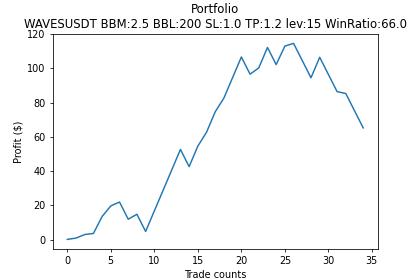 Portfolio
WAVESUSDT BBM:2.5 BBL:200 SL:1.0 TP:1.2 lev:15 WinRatio:66.0
120
100
80
60
40
20
0
Profit ($)
0 5 10 15 20 25 30 35
Trade counts